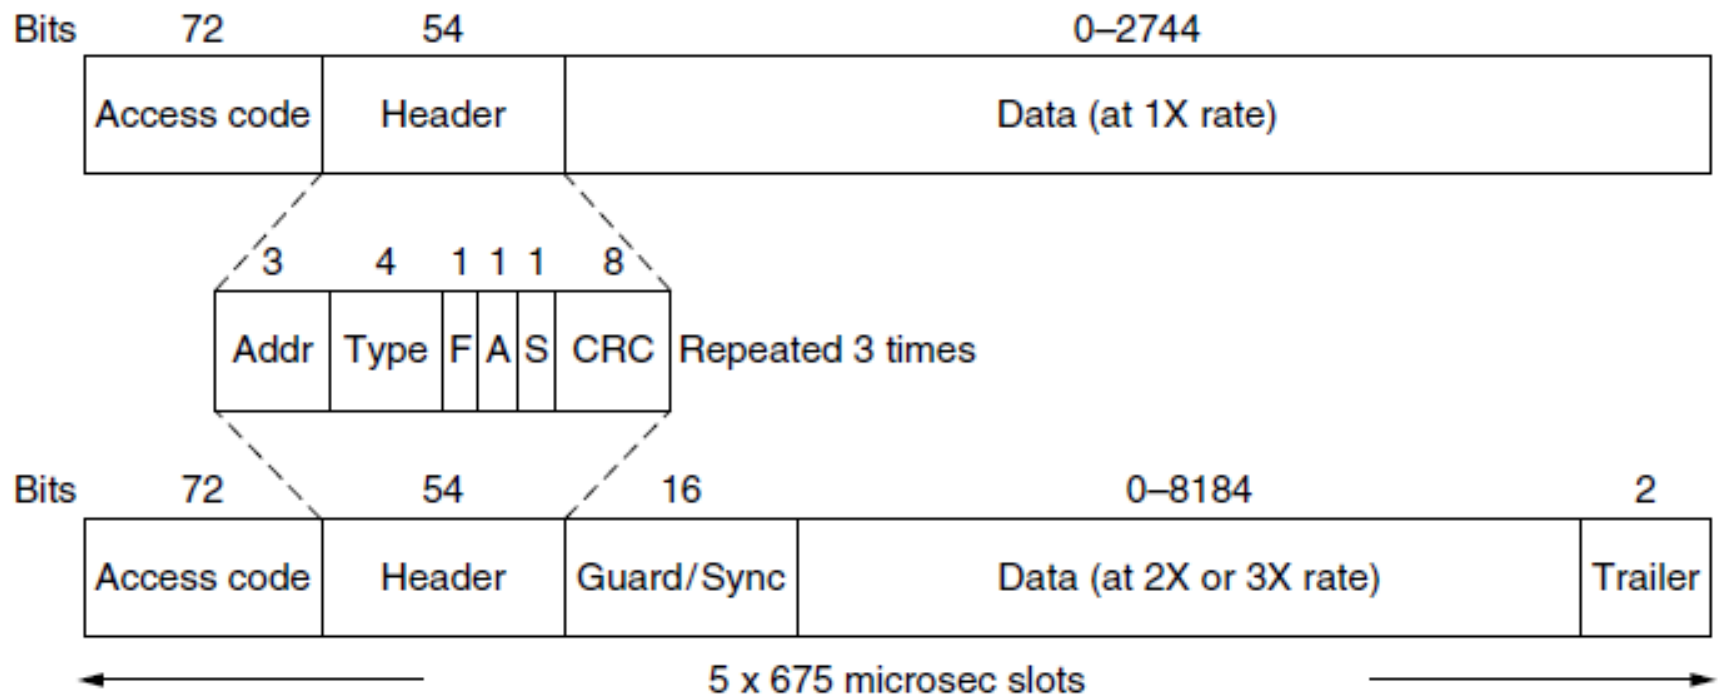 Bits 72 54 0–2744
Access code Header Data (at 1X rate)
3 4 1 1 1 8
Addr Type F A S CRC Repeated 3 times
Bits 72 54 16 0–8184 2
Access code Header Guard/Sync Data (at 2X or 3X rate) Trailer
5 x 675 microsec slots